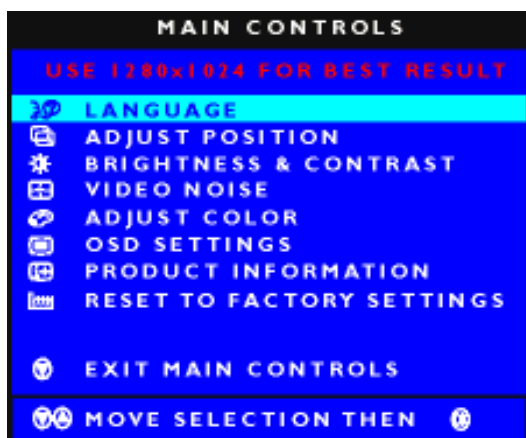 MAIN CONTROLS
USE 1280x1024 FOR BEST RESULT
LANGUAGE
ADJUST POSITION
BRIGHTNESS & CONTRAST
VIDEO NOISE
ADJUST COLOR
OSD SETTINGS
PRODUCT INFORMATION
RESET TO FACTORY SETTINGS
EXIT MAIN CONTROLS
MOVE SELECTION THEN